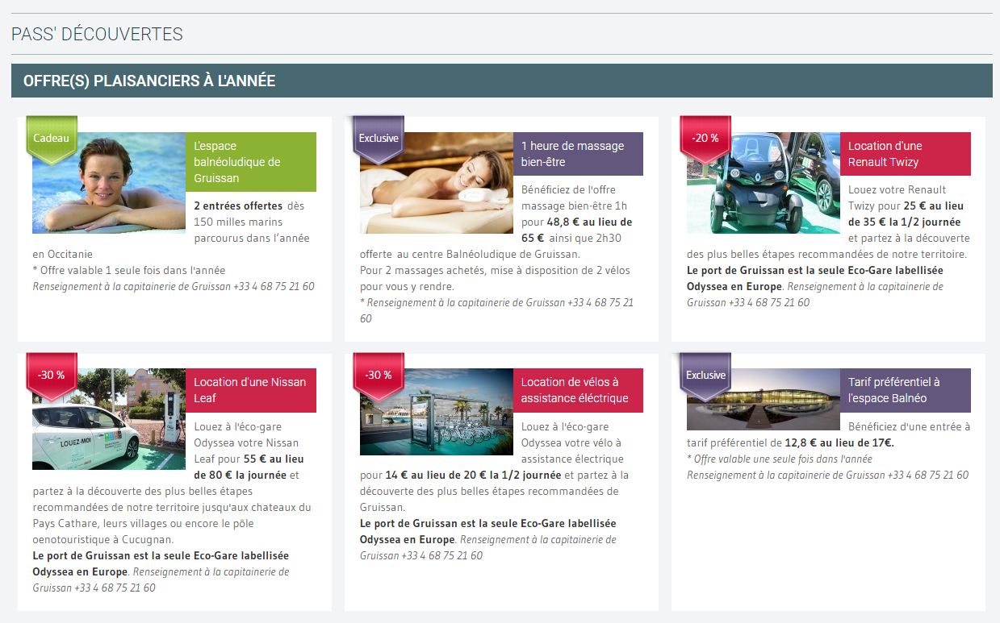 PASS' DÉCOUVERTES
OFFRE(S) PLAISANCIERS À L'ANNÉE
Cadeau
L'espace
balnéoludique de
Gruissan
2 entrées offertes dès
150 milles marins
parcourus dans l’année
en Occitanie
* Offre valable 1 seule fois dans l'année
Renseignement à la capitainerie de Gruissan +33 4 68 75 21 60
Exclusive
1 heure de massage
bien-être
Bénéficiez de l'offre
massage bien-être 1h
pour 48,8 € au lieu de
65 € ainsi que 2h30
offerte au centre Balnéoludique de Gruissan.
Pour 2 massages achetés, mise à disposition de 2 vélos
pour vous y rendre.
* Renseignement à la capitainerie de Gruissan +33 4 68 75 21
60
-20 %
Location d'une
Renault Twizy
Louez votre Renault
Twizy pour 25 € au lieu
de 35 € la 1/2 journée
et partez à la découverte
des plus belles étapes recommandées de notre territoire.
Le port de Gruissan est la seule Eco-Gare labellisée
Odyssea en Europe. Renseignement à la capitainerie de
Gruissan +33 4 68 75 21 60
-30 %
LOUEZ-MOI
Location d'une Nissan
Leaf
Louez à l'éco-gare
Odyssea votre Nissan
Leaf pour 55 € au lieu
de 80 € la journée et
partez à la découverte des plus belles étapes
recommandées de notre territoire jusqu'aux chateaux du
Pays Cathare, leurs villages ou encore le pôle
oenotouristique à Cucugnan.
Le port de Gruissan est la seule Eco-Gare labellisée
Odyssea en Europe. Renseignement à la capitainerie de
Gruissan +33 4 68 75 21 60
-30 %
Location de vélos à
assistance éléctrique
Louez à l'éco-gare
Odyssea votre vélo à
assistance électrique
pour 14 € au lieu de 20 € la 1/2 journée et partez à la
découverte des plus belles étapes recommandées de
Gruissan.
Le port de Gruissan est la seule Eco-Gare labellisée
Odyssea en Europe. Renseignement à la capitainerie de
Gruissan +33 4 68 75 21 60
Exclusive
Tarif préférentiel à
l'espace Balnéo
Bénéficiez d'une entrée à
tarif préférentiel de 12,8 € au lieu de 17€.
* Offre valable une seule fois dans l'année
Renseignement à la capitainerie de Gruissan +33 4 68 75 21 60